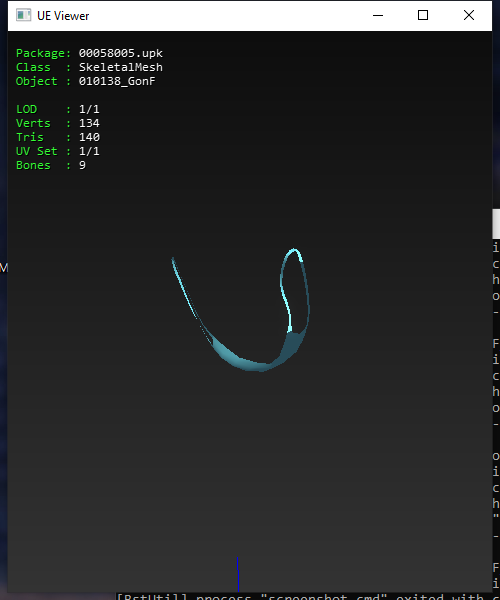 UE Viewer
Package: 00058005.upk
Class  : SkeletalMesh
Object : 010138_GonF
LOD    : 1/1
Verts  : 134
Tris   : 140
UV Set : 1/1
Bones  : 9
M
i
c
h
o
-
F
i
c
h
o
-
o
i
c
h
"
-
F
i
[BstUtil] process "screenshot.cmd" exited with c